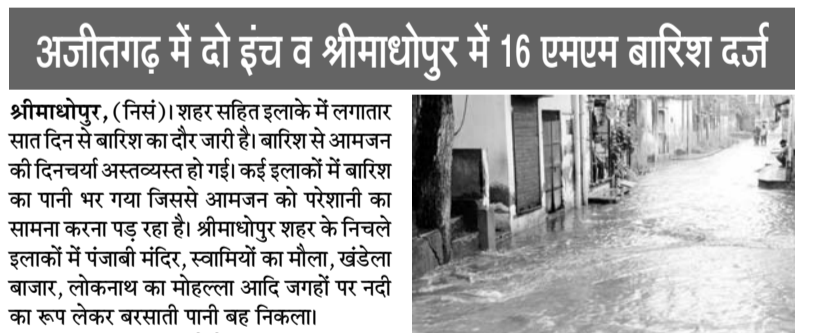 अजीतगढ़ में दो इंच व श्रीमाधोपुर में 16 एमएम बारिश दर्ज
श्रीमाधोपुर, (निसं)। शहर सहित इलाके में लगातार
सात दिन से बारिश का दौर जारी है। बारिश से आमजन
की दिनचर्या अस्तव्यस्त हो गई। कई इलाकों में बारिश
का पानी भर गया जिससे आमजन को परेशानी का
सामना करना पड़ रहा है। श्रीमाधोपुर शहर के निचले
इलाकों में पंजाबी मंदिर, स्वामियों का मौला, खंडेला
बाजार, लोकनाथ का मोहल्ला आदि जगहों पर नदी
का रूप लेकर बरसाती पानी बह निकला।